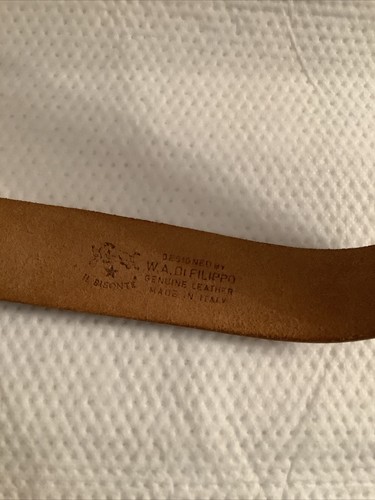 IL BISONTE
DESIGNED BY
W.A. DI FILIPPO
GENUINE LEATHER
MADE IN ITALY